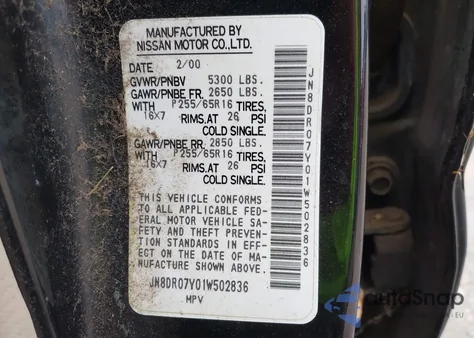 MANUFACTURED BY
NISSAN MOTOR CO.,LTD.
DATE 2/00
GVWR/PNBV 5300 LBS.
GAWR/PNBE FR. 2650 LBS.
WITH P255/65R16 TIRES,
16X7 RIMS,AT 26 PSI
COLD SINGLE.
GAWR/PNBE RR. 2850 LBS.
WITH P255/65R16 TIRES,
16X7 RIMS,AT 26 PSI
COLD SINGLE.
THIS VEHICLE CONFORMS
TO ALL APPLICABLE FED-
ERAL MOTOR VEHICLE SA-
FETY AND THEFT PREVEN-
TION STANDARDS IN EFF-
ECT ON THE DATE OF MA-
NUFACTURE SHOWN ABOVE.
JN8DR07Y01W502836
MPV
JN8DR07Y01W502836
autoSnap